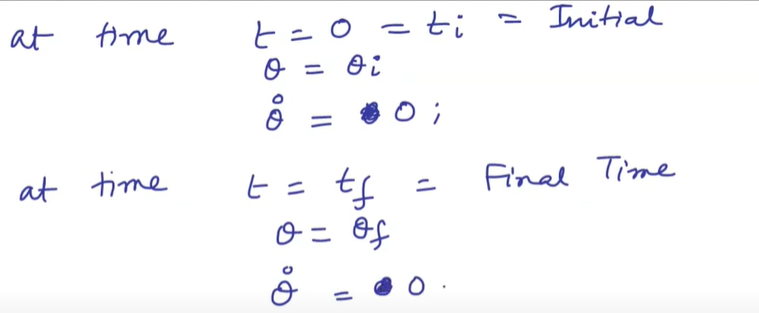 at time t = 0 = ti = Initial
θ = θi
θ̊ = 0 ;
at time t = tf = Final Time
θ = θf
θ̊ = 0 .